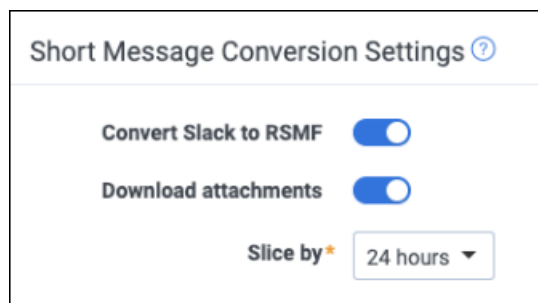 Short Message Conversion Settings ?
Convert Slack to RSMF
Download attachments
Slice by* 24 hours